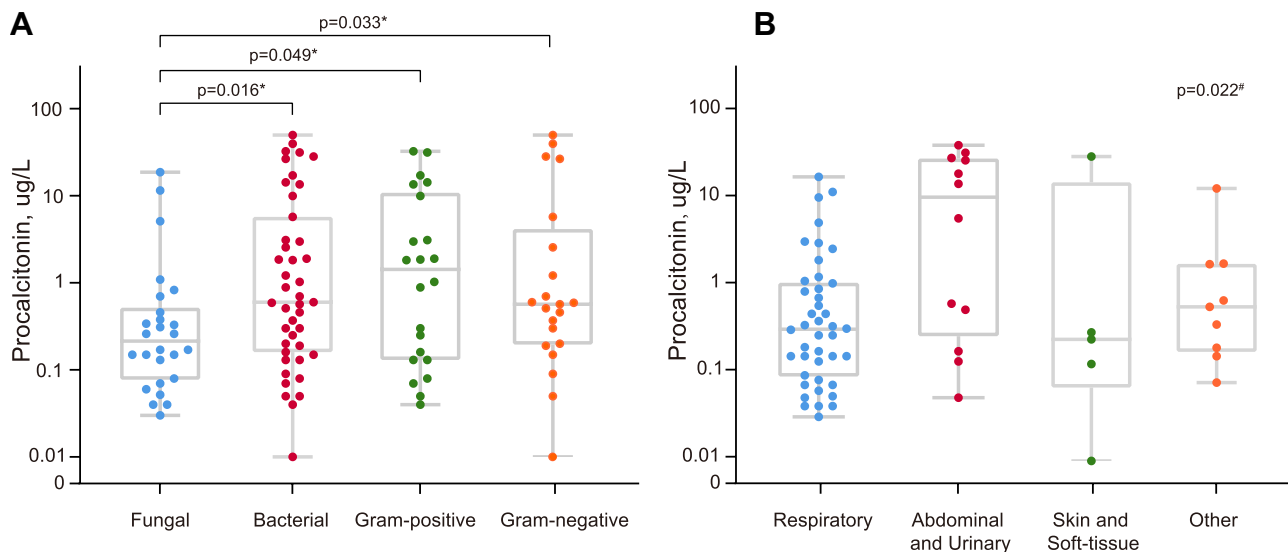 A
p=0.033*
p=0.049*
p=0.016*
Procalcitonin, ug/L
100
10
1
0.1
0.01
0
Fungal
Bacterial
Gram-positive
Gram-negative
B
p=0.022#
Procalcitonin, ug/L
100
10
1
0.1
0.01
0
Respiratory
Abdominal
and Urinary
Skin and
Soft-tissue
Other